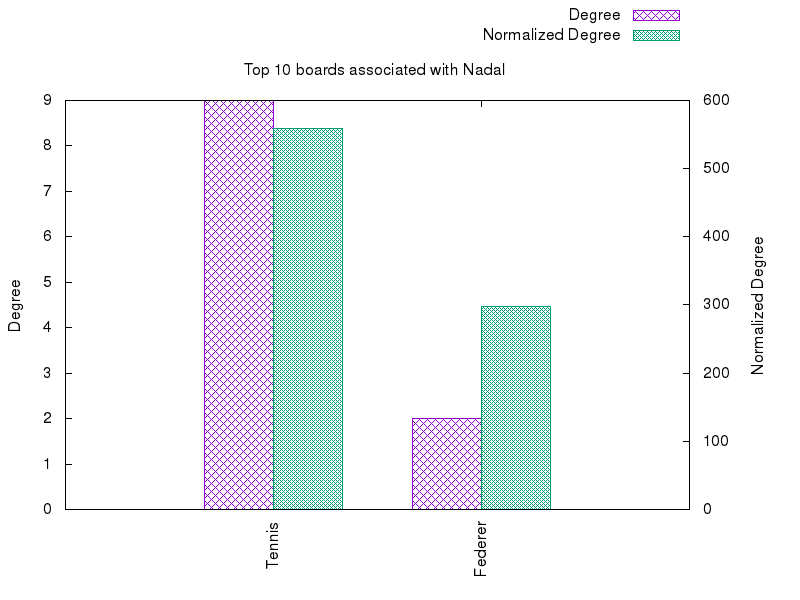 Degree
Normalized Degree
Top 10 boards associated with Nadal
9
8
7
6
5
4
3
2
1
0
600
500
400
300
200
100
0
Degree
Normalized Degree
Tennis
Federer